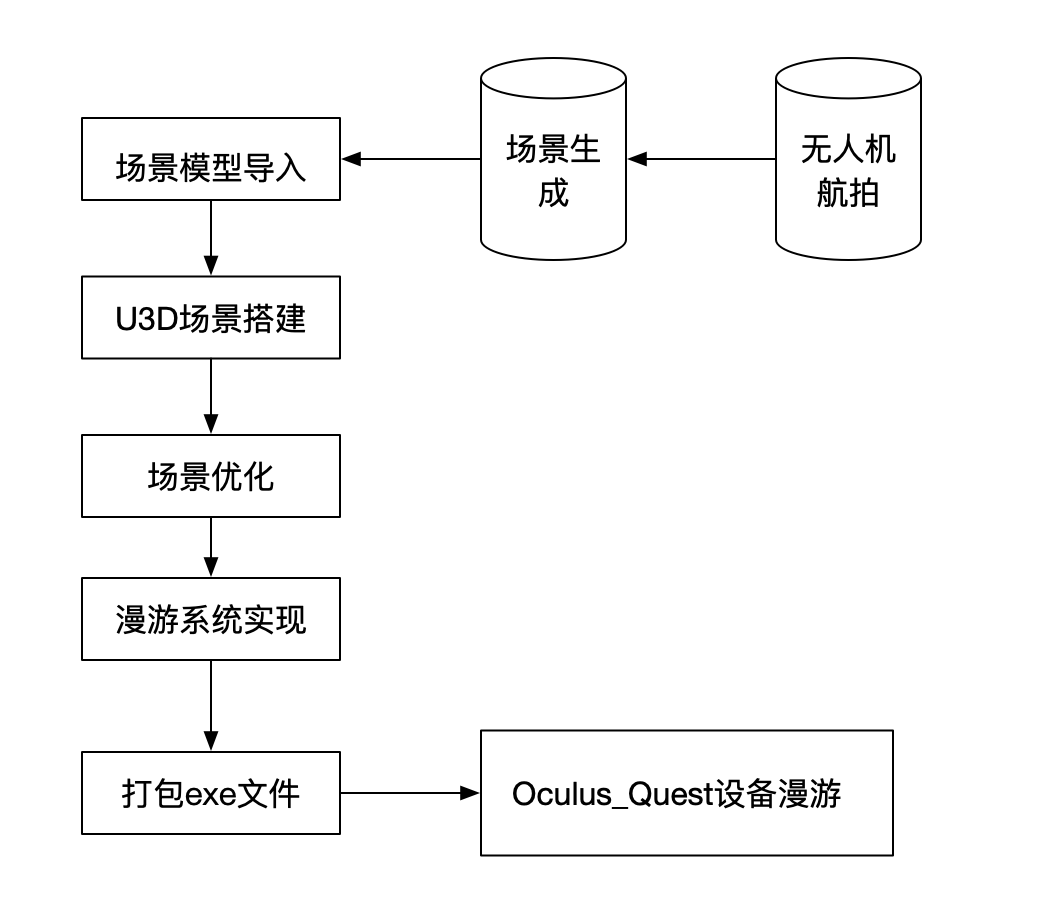 场景模型导入
场景生
成
无人机
航拍
U3D场景搭建
场景优化
漫游系统实现
打包exe文件
Oculus_Quest设备漫游